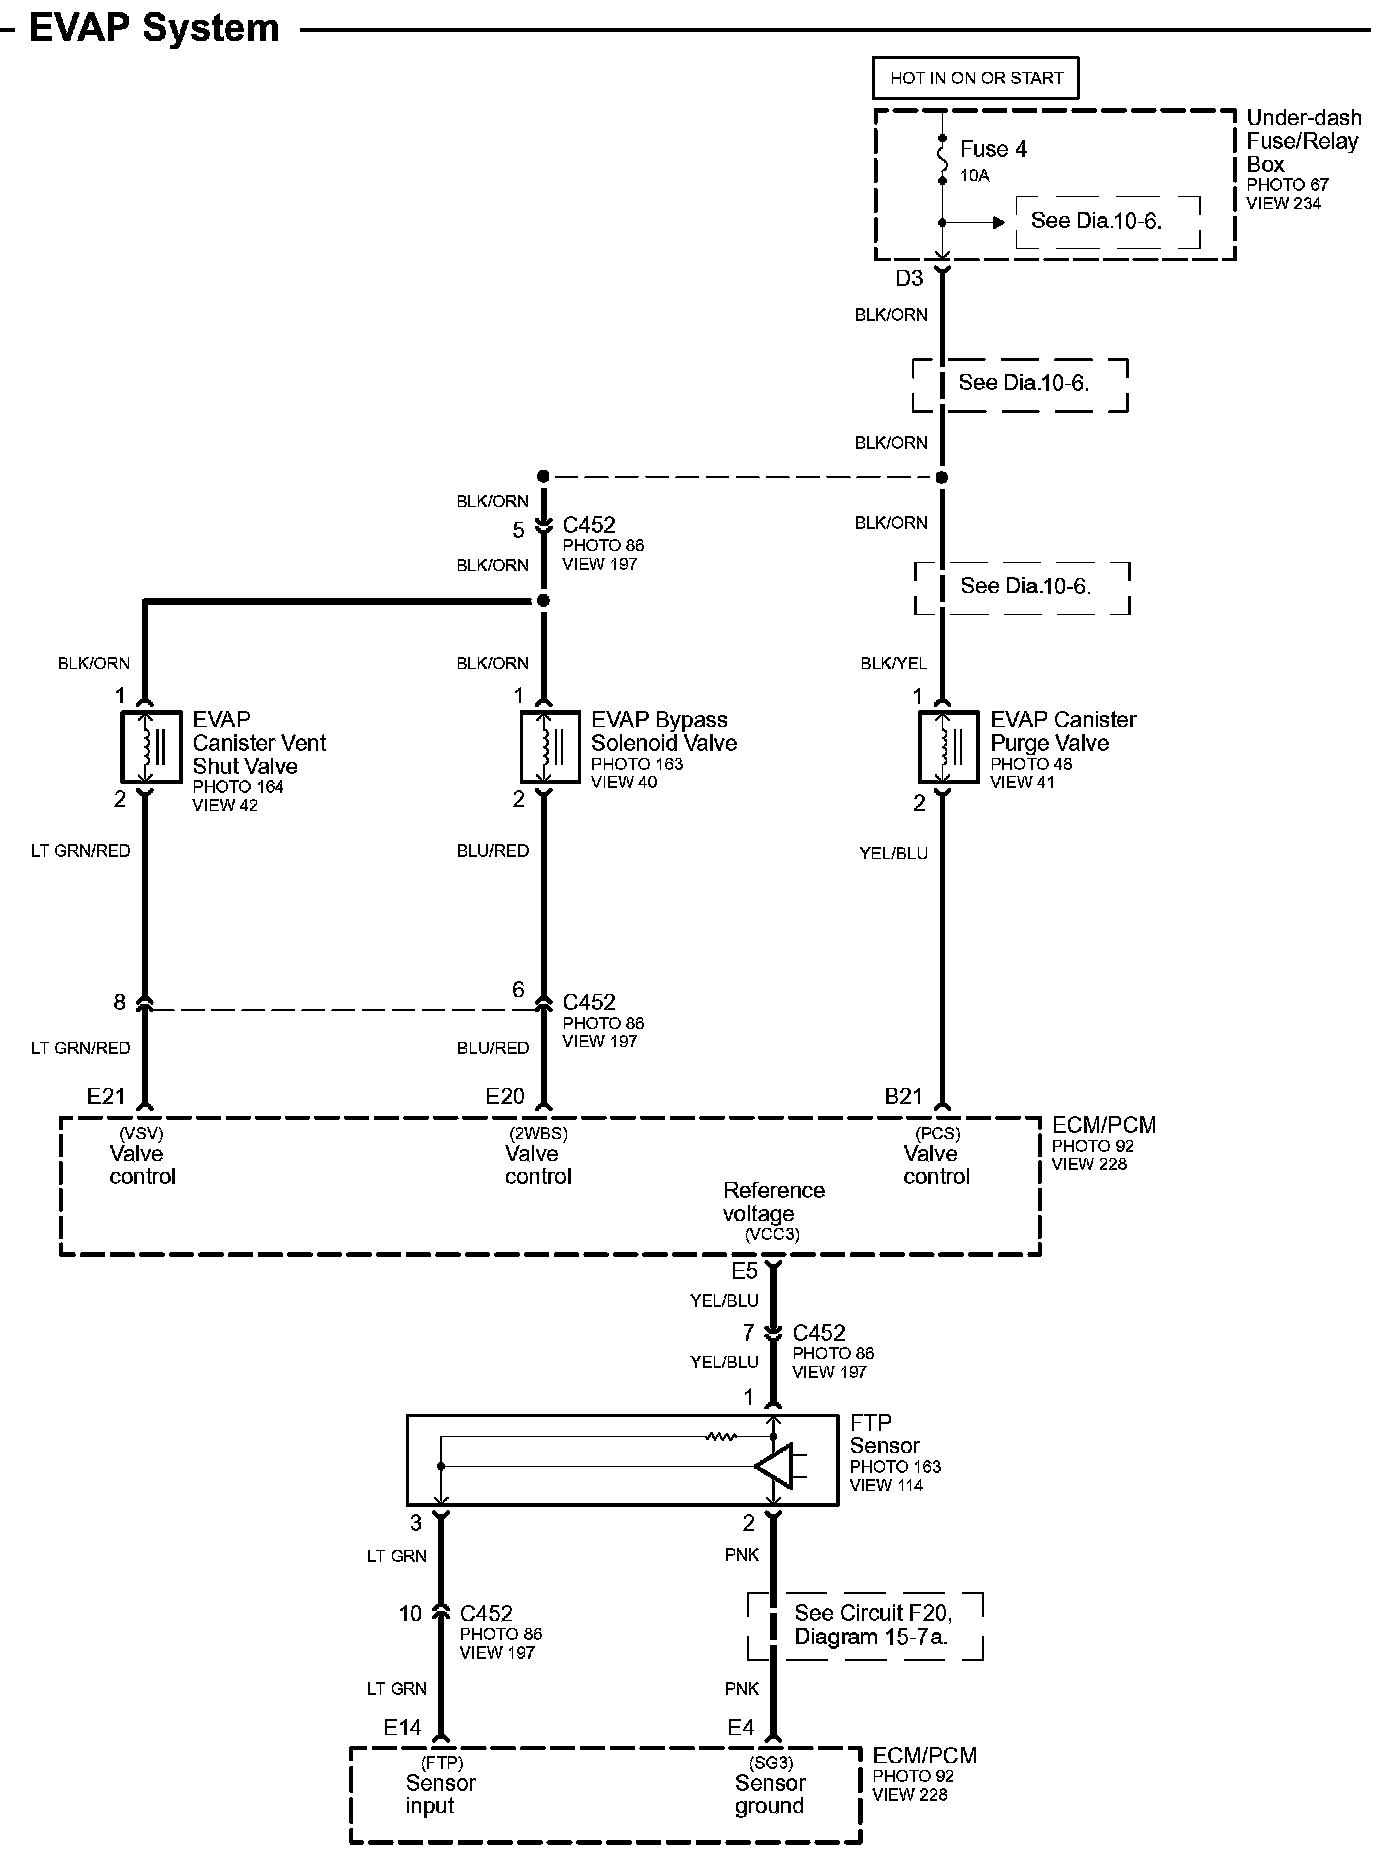 EVAP System
HOT IN ON OR START
Under-dash
Fuse/Relay
Box
PHOTO 67
VIEW 234
Fuse 4
10A
See Dia.10-6.
D3
BLK/ORN
See Dia.10-6.
BLK/ORN
BLK/ORN
5
C452
PHOTO 86
VIEW 197
BLK/ORN
BLK/ORN
See Dia.10-6.
BLK/ORN
BLK/ORN
BLK/YEL
1
1
1
EVAP
Canister Vent
Shut Valve
PHOTO 164
VIEW 42
EVAP Bypass
Solenoid Valve
PHOTO 163
VIEW 40
EVAP Canister
Purge Valve
PHOTO 46
VIEW 41
2
2
2
LT GRN/RED
BLU/RED
YEL/BLU
8
6
C452
PHOTO 86
VIEW 197
LT GRN/RED
BLU/RED
E21
E20
B21
ECM/PCM
PHOTO 92
VIEW 228
(VSV)
Valve
control
(2WBS)
Valve
control
(PCS)
Valve
control
Reference
voltage
(VCC3)
E5
YEL/BLU
7
C452
PHOTO 86
VIEW 197
YEL/BLU
1
FTP
Sensor
PHOTO 163
VIEW 114
3
2
LT GRN
PNK
10
C452
PHOTO 86
VIEW 197
See Circuit F20,
Diagram 15-7a.
LT GRN
PNK
E14
E4
ECM/PCM
PHOTO 92
VIEW 228
(FTP)
Sensor
input
(SG3)
Sensor
ground